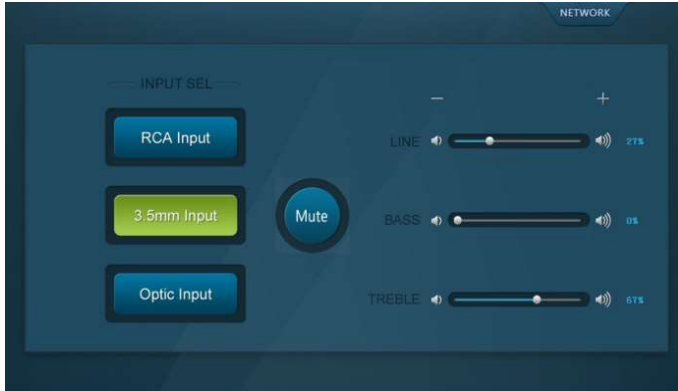 NETWORK
INPUT SEL
RCA Input
3.5mm Input
Optic Input
Mute
− +
LINE 27%
BASS 0%
TREBLE 67%